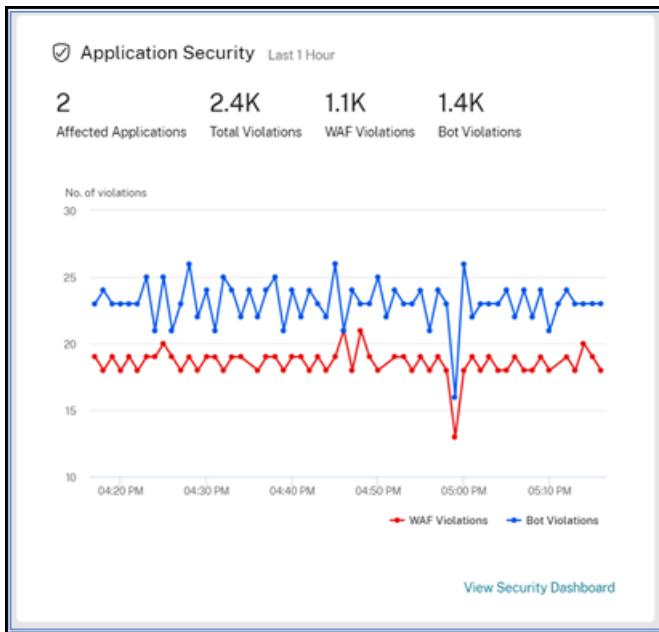 Application Security Last 1 Hour
2 2.4K 1.1K 1.4K
Affected Applications Total Violations WAF Violations Bot Violations
No. of violations
30
25
20
15
10
04:20 PM 04:30 PM 04:40 PM 04:50 PM 05:00 PM 05:10 PM
WAF Violations Bot Violations
View Security Dashboard